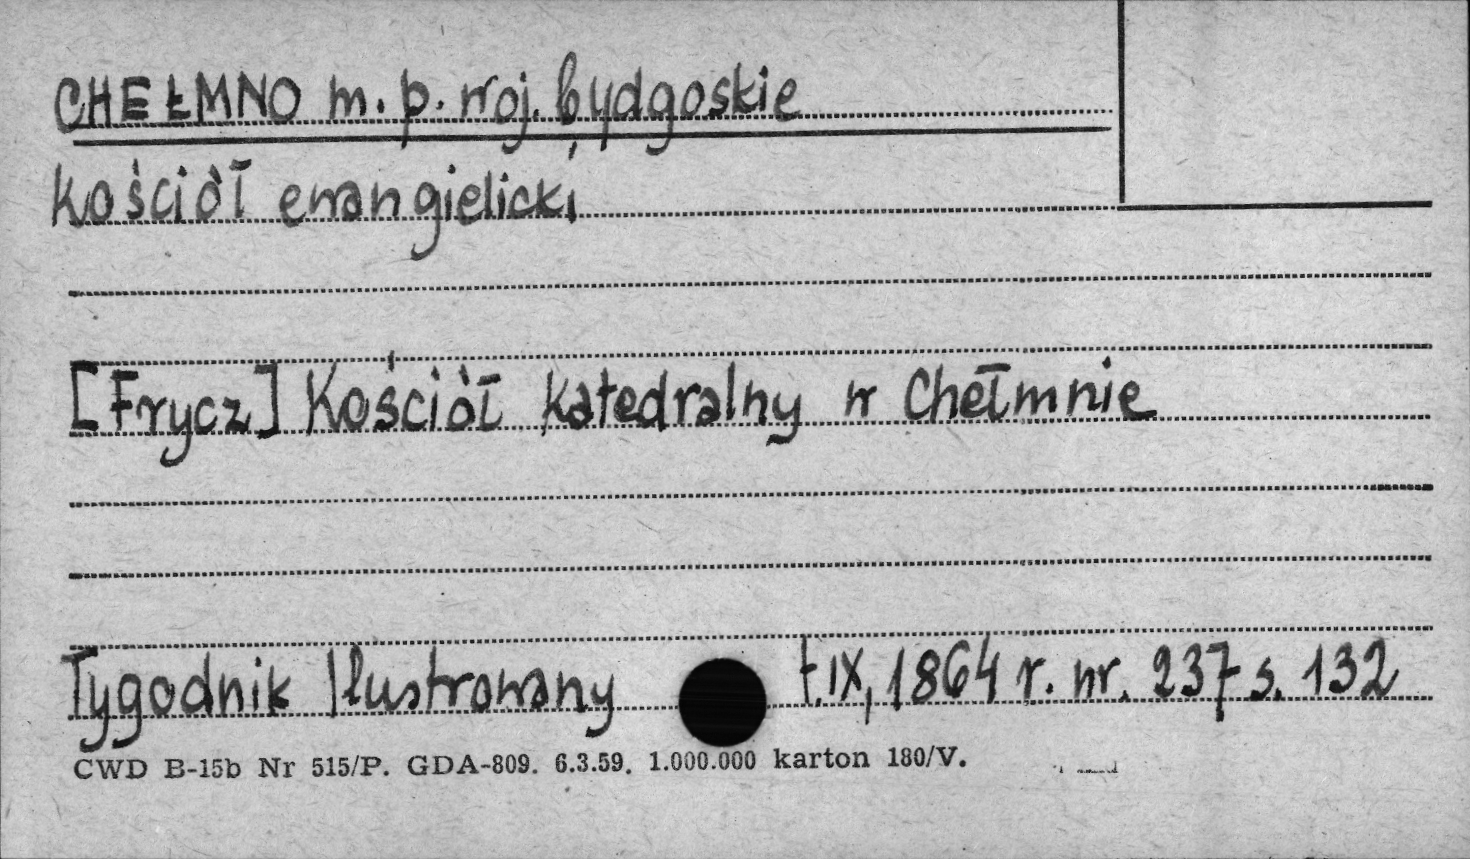 CHEŁMNO m. p. woj. bydgoskie
Kościół ewangielicki
[Frycz] Kościół katedralny w Chełmnie
Tygodnik Ilustrowany t. IX, 1864 r. nr. 237 s. 132
CWD B-15b Nr 515/P. GDA-809. 6.3.59. 1.000.000 karton 180/V.